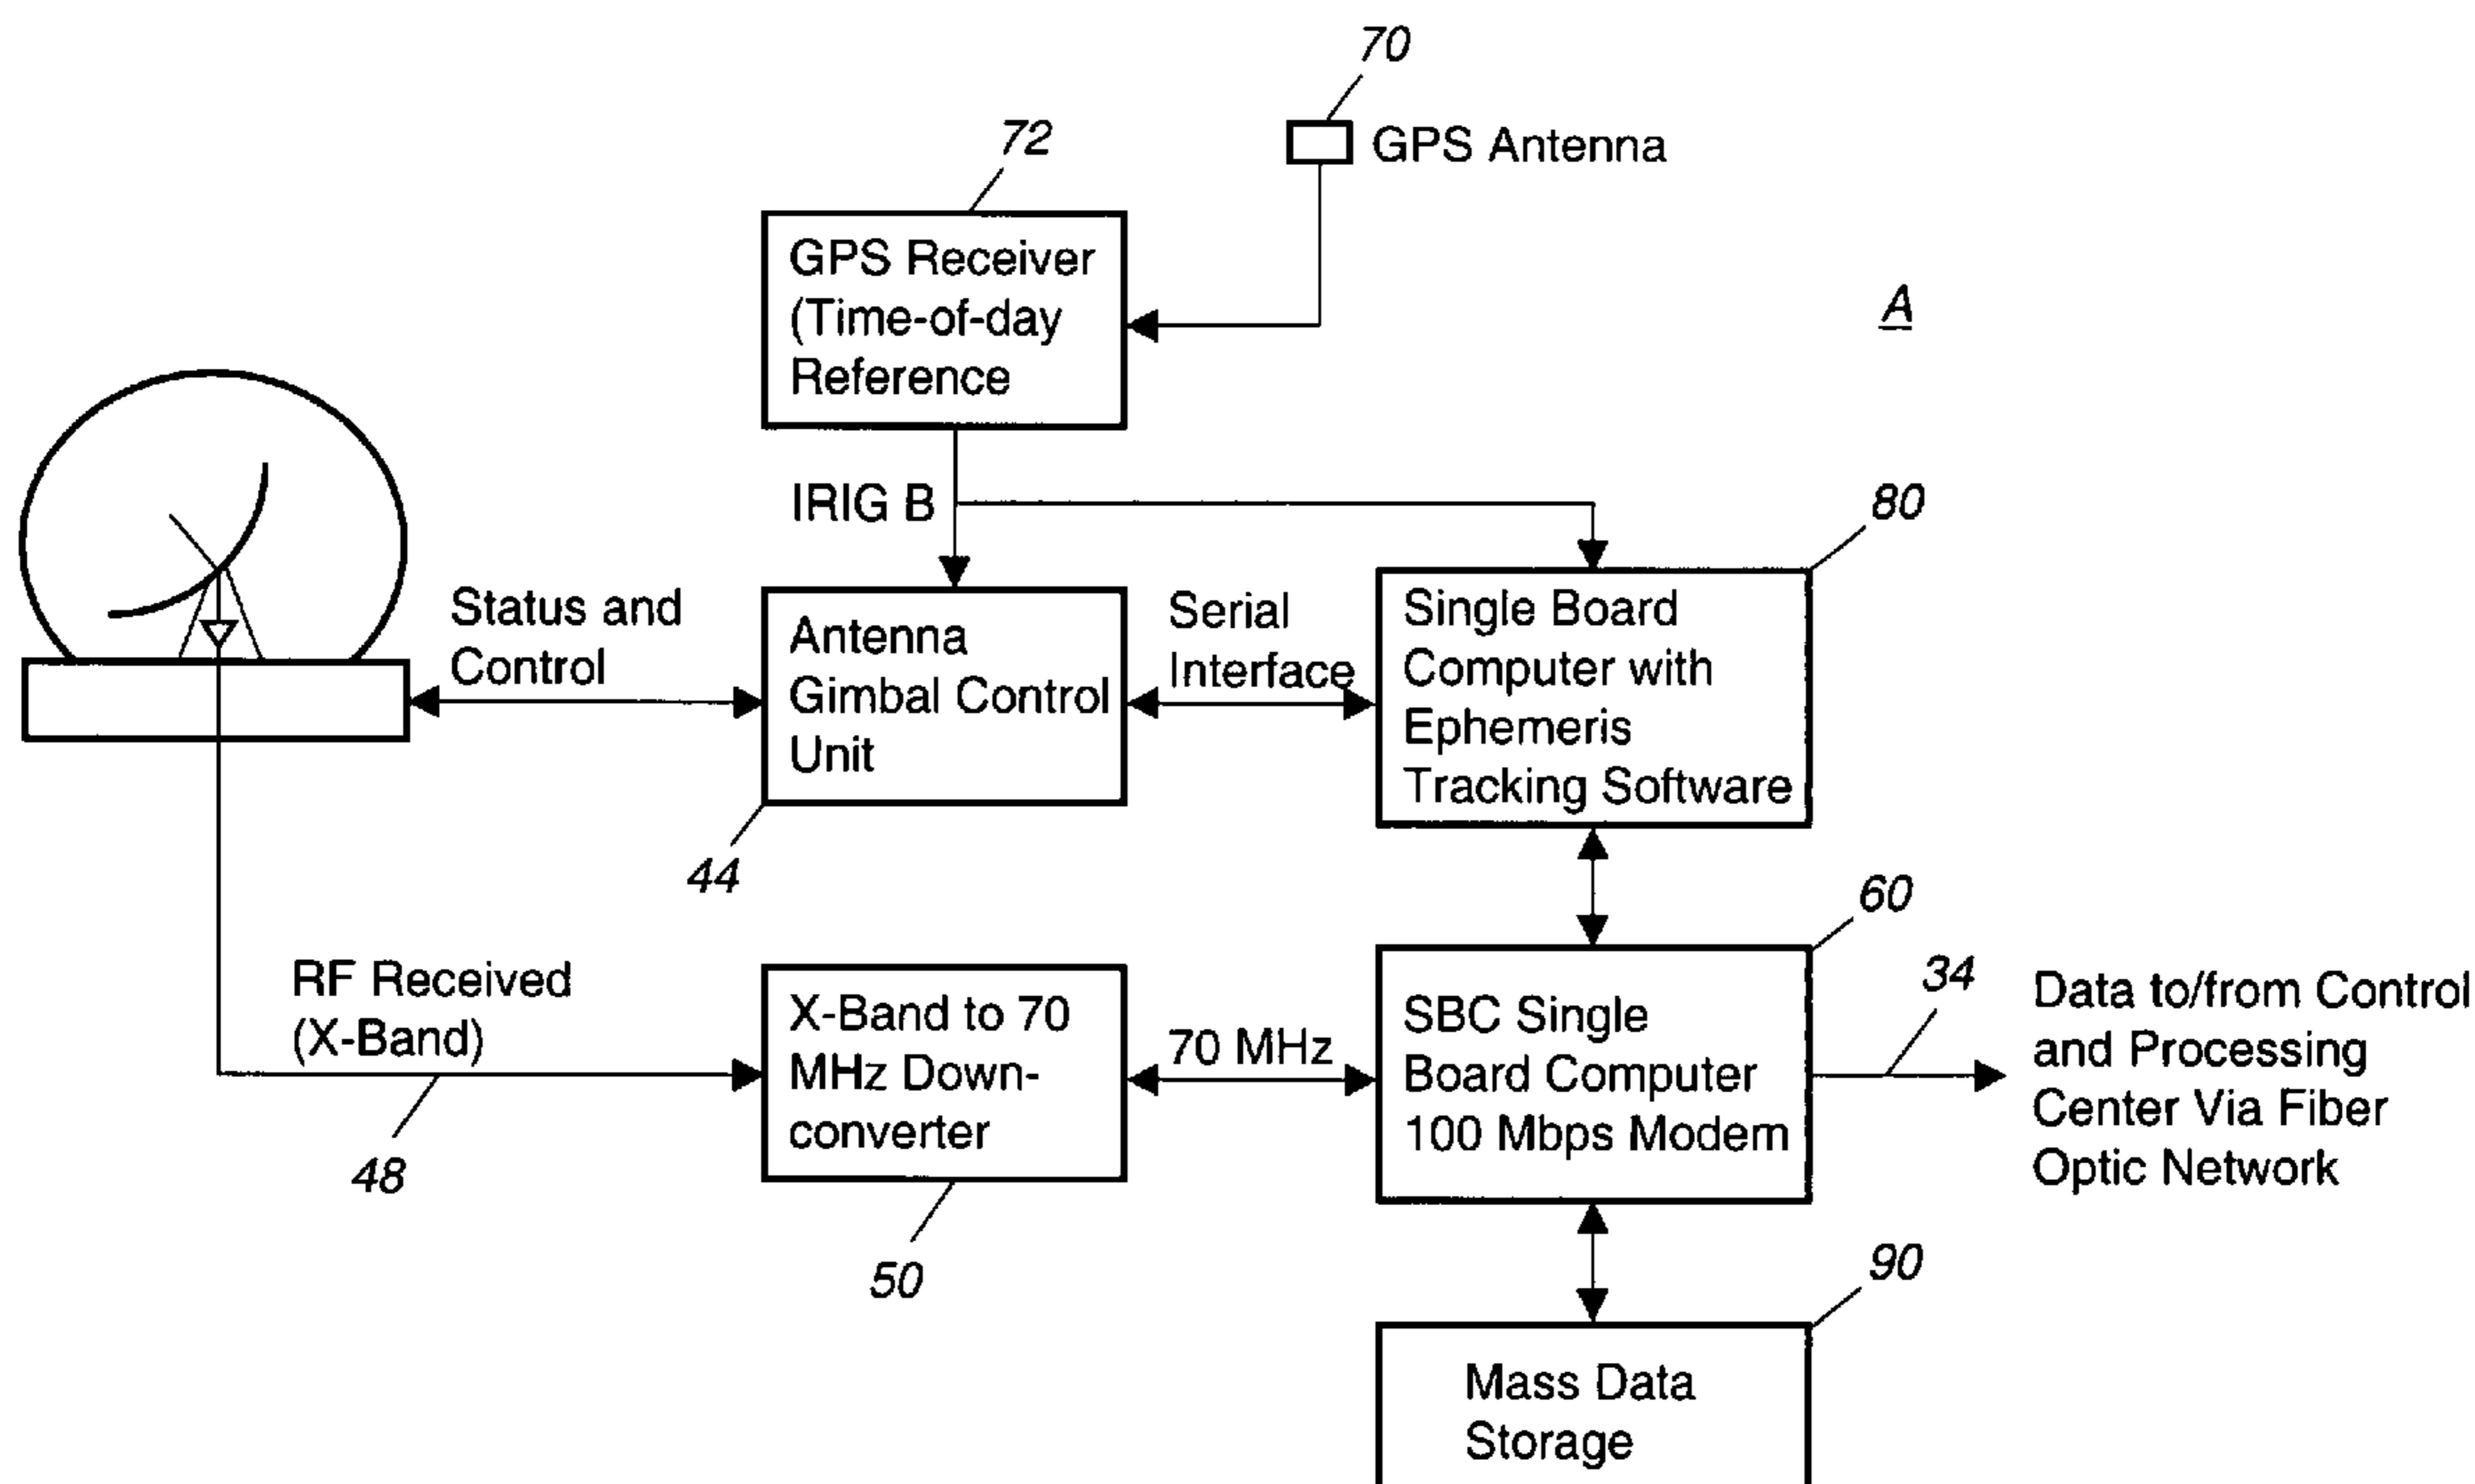 70
GPS Antenna
72
GPS Receiver
(Time-of-day
Reference
A
IRIG B
80
Status and
Control
Antenna
Gimbal Control
Unit
Serial
Interface
Single Board
Computer with
Ephemeris
Tracking Software
44
60
RF Received
(X-Band)
48
X-Band to 70
MHz Down-
converter
50
70 MHz
SBC Single
Board Computer
100 Mbps Modem
34
Data to/from Control
and Processing
Center Via Fiber
Optic Network
90
Mass Data
Storage